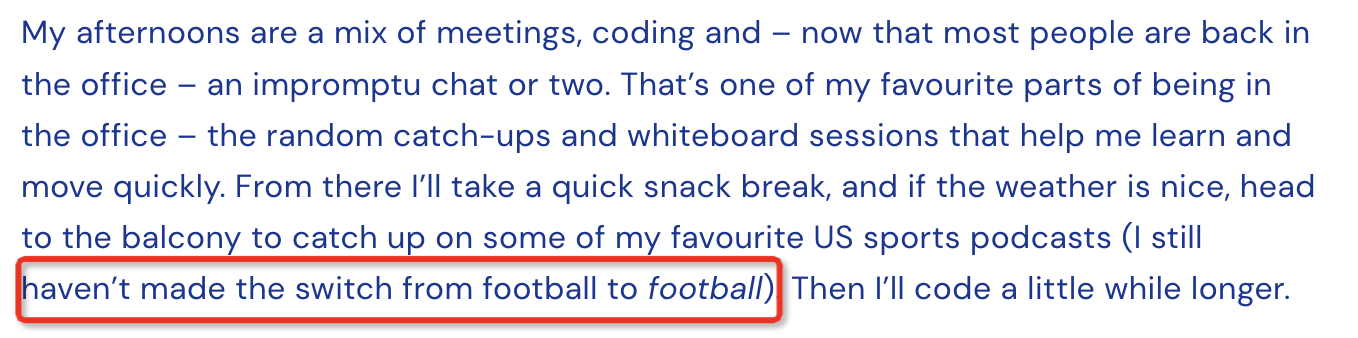 My afternoons are a mix of meetings, coding and – now that most people are back in
the office – an impromptu chat or two. That’s one of my favourite parts of being in
the office – the random catch-ups and whiteboard sessions that help me learn and
move quickly. From there I’ll take a quick snack break, and if the weather is nice, head
to the balcony to catch up on some of my favourite US sports podcasts (I still
haven’t made the switch from football to football). Then I’ll code a little while longer.